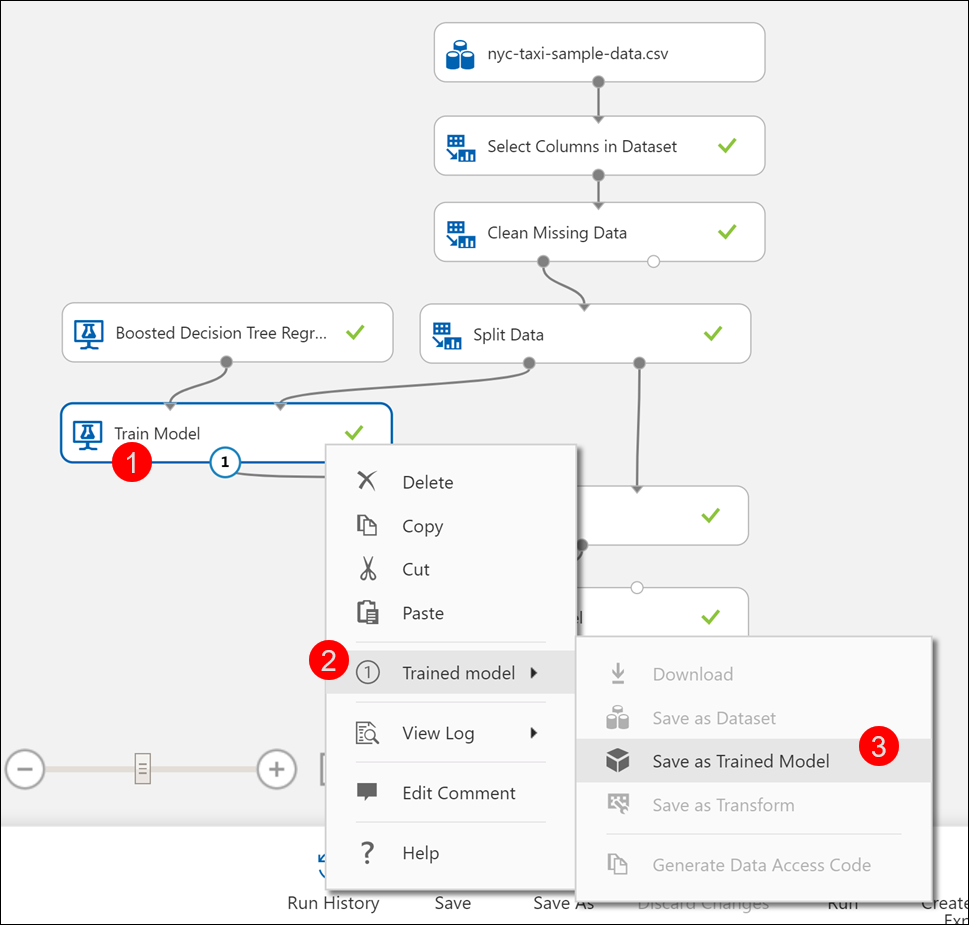 nyc-taxi-sample-data.csv
Select Columns in Dataset
Clean Missing Data
Boosted Decision Tree Regr...
Split Data
Train Model
1
1
Delete
Copy
Cut
Paste
2
1
Trained model
View Log
Edit Comment
Help
Download
Save as Dataset
Save as Trained Model
3
Save as Transform
Generate Data Access Code
Run History
Save
Save As
Discard Changes
Run
Create